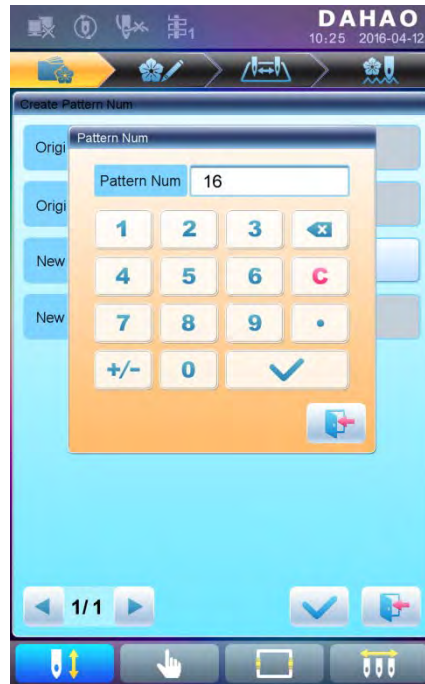 DAHAO
1
10:25 2016-04-12
Create Pattern Num
Pattern Num
Origi
Pattern Num 16
Origi
1 2 3
New
4 5 6 C
New
7 8 9 .
+/- 0
1/1